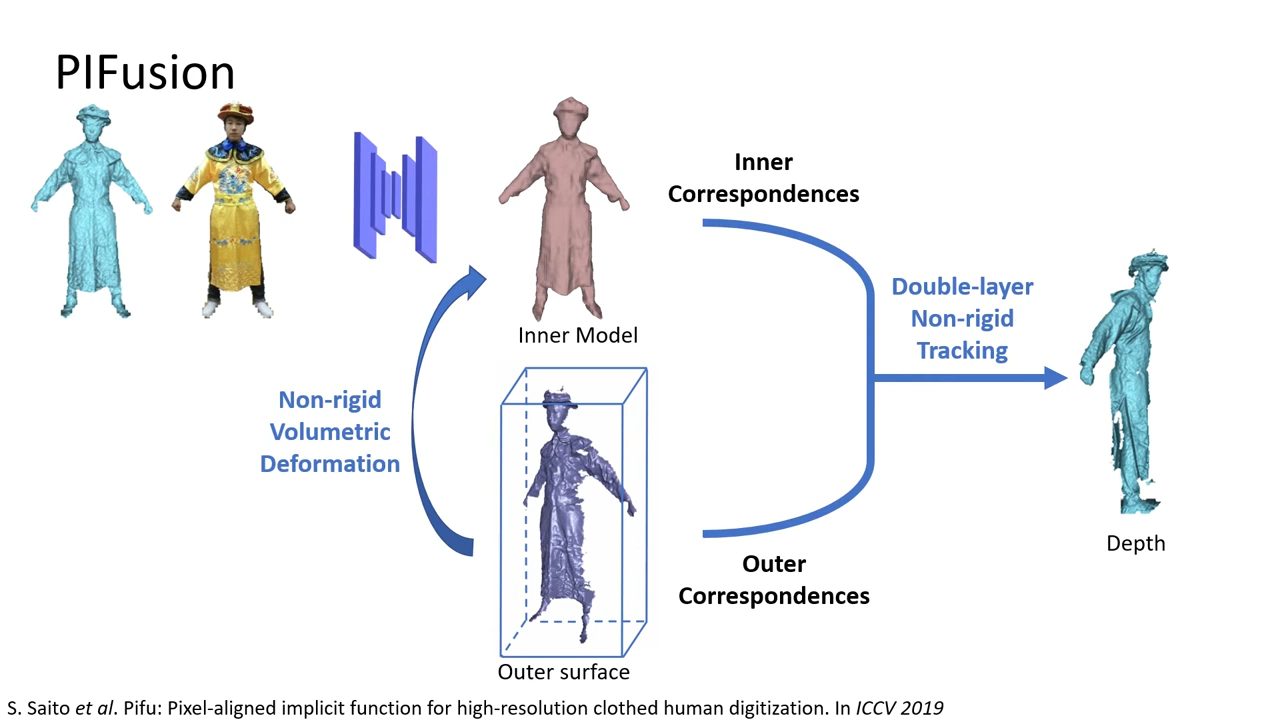 PIFusion
Inner
Correspondences
Double-layer
Non-rigid
Tracking
Inner Model
Non-rigid
Volumetric
Deformation
Depth
Outer
Correspondences
Outer surface
S. Saito et al. Pifu: Pixel-aligned implicit function for high-resolution clothed human digitization. In ICCV 2019